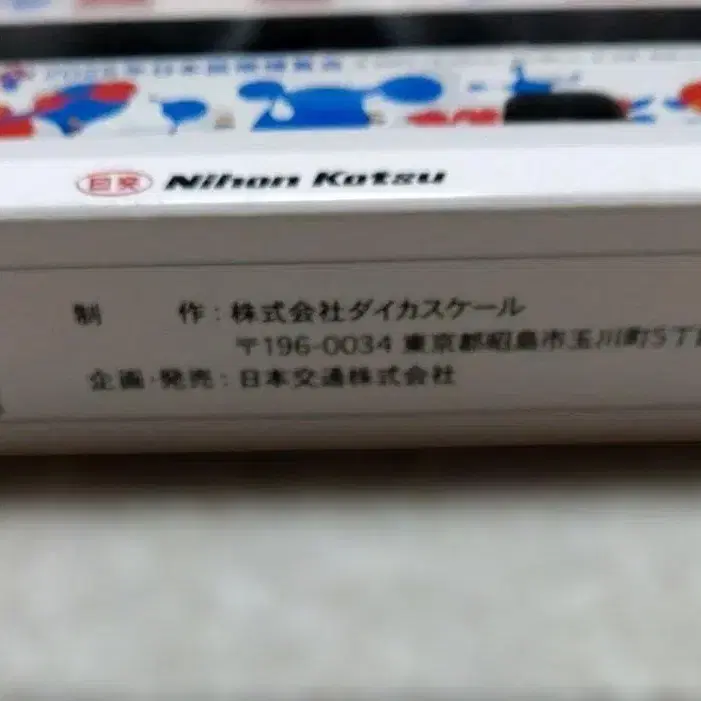 日交 Nihon Kotsu
制　　作：株式会社ダイカスケール
〒196-0034 東京都昭島市玉川町5丁
企画·発売：日本交通株式会社